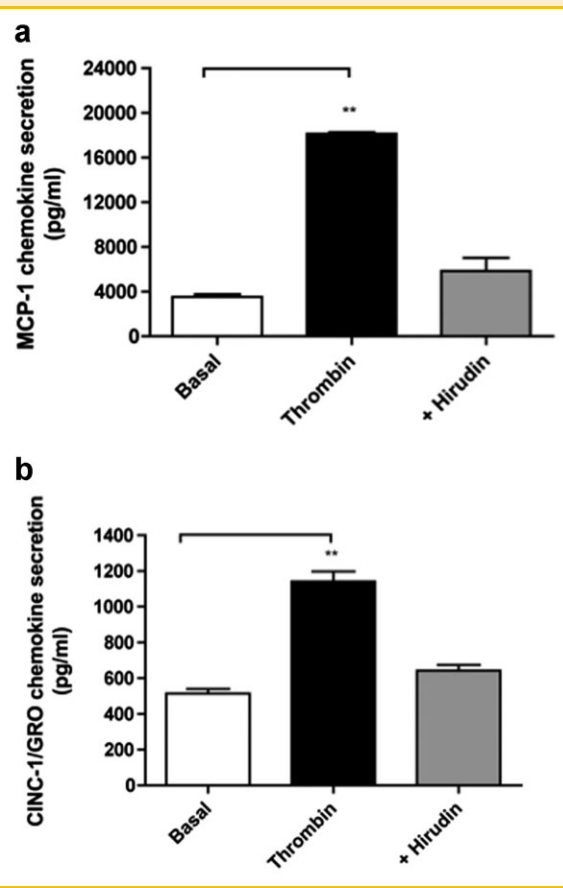 a
MCP-1 chemokine secretion
(pg/ml)
24000
20000
16000
12000
8000
4000
0
**
Basal
Thrombin
+ Hirudin
b
CINC-1/GRO chemokine secretion
(pg/ml)
1400
1200
1000
800
600
400
200
0
**
Basal
Thrombin
+ Hirudin